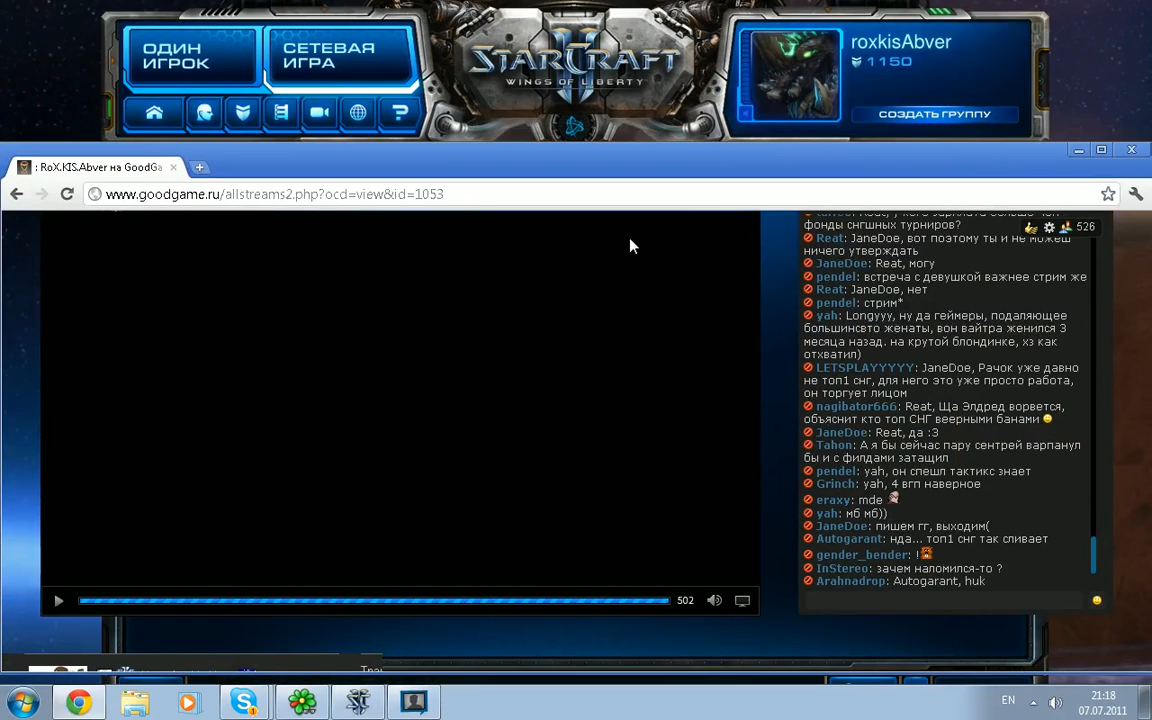 ОДИН
ИГРОК
СЕТЕВАЯ
ИГРА
STARCRAFT
II
WINGS OF LIBERTY
roxkisAbver
1150
СОЗДАТЬ ГРУППУ
: RoX.KIS.Abver на GoodGa
www.goodgame.ru/allstreams2.php?ocd=view&id=1053
фонды снгшных турниров?
526
Reat: JaneDoe, вот поэтому ты и не можеш
ничего утверждать
JaneDoe: Reat, могу
pendel: встреча с девушкой важнее стрим же
Reat: JaneDoe, нет
pendel: стрим*
yah: Longyyy, ну да геймеры, подаляющее
большинсвто женаты, вон вайтра женился 3
месяца назад. на крутой блондинке, хз как
отхватил)
LETSPLAYYYYY: JaneDoe, Рачок уже давно
не топ1 снг, для него это уже просто работа,
он торгует лицом
nagibator666: Reat, Ща Элдред ворвется,
объяснит кто топ СНГ веерными банами
JaneDoe: Reat, да :3
Tahon: А я бы сейчас пару сентрей варпанул
бы и с филдами затащил
pendel: yah, он спешл тактикс знает
Grinch: yah, 4 вгп наверное
eraxy: mde
yah: мб мб))
JaneDoe: пишем гг, выходим(
Autogarant: нда... топ1 снг так сливает
gender_bender: !
InStereo: зачем наломился-то ?
Arahnadrop: Autogarant, huk
502
EN
21:18
07.07.2011